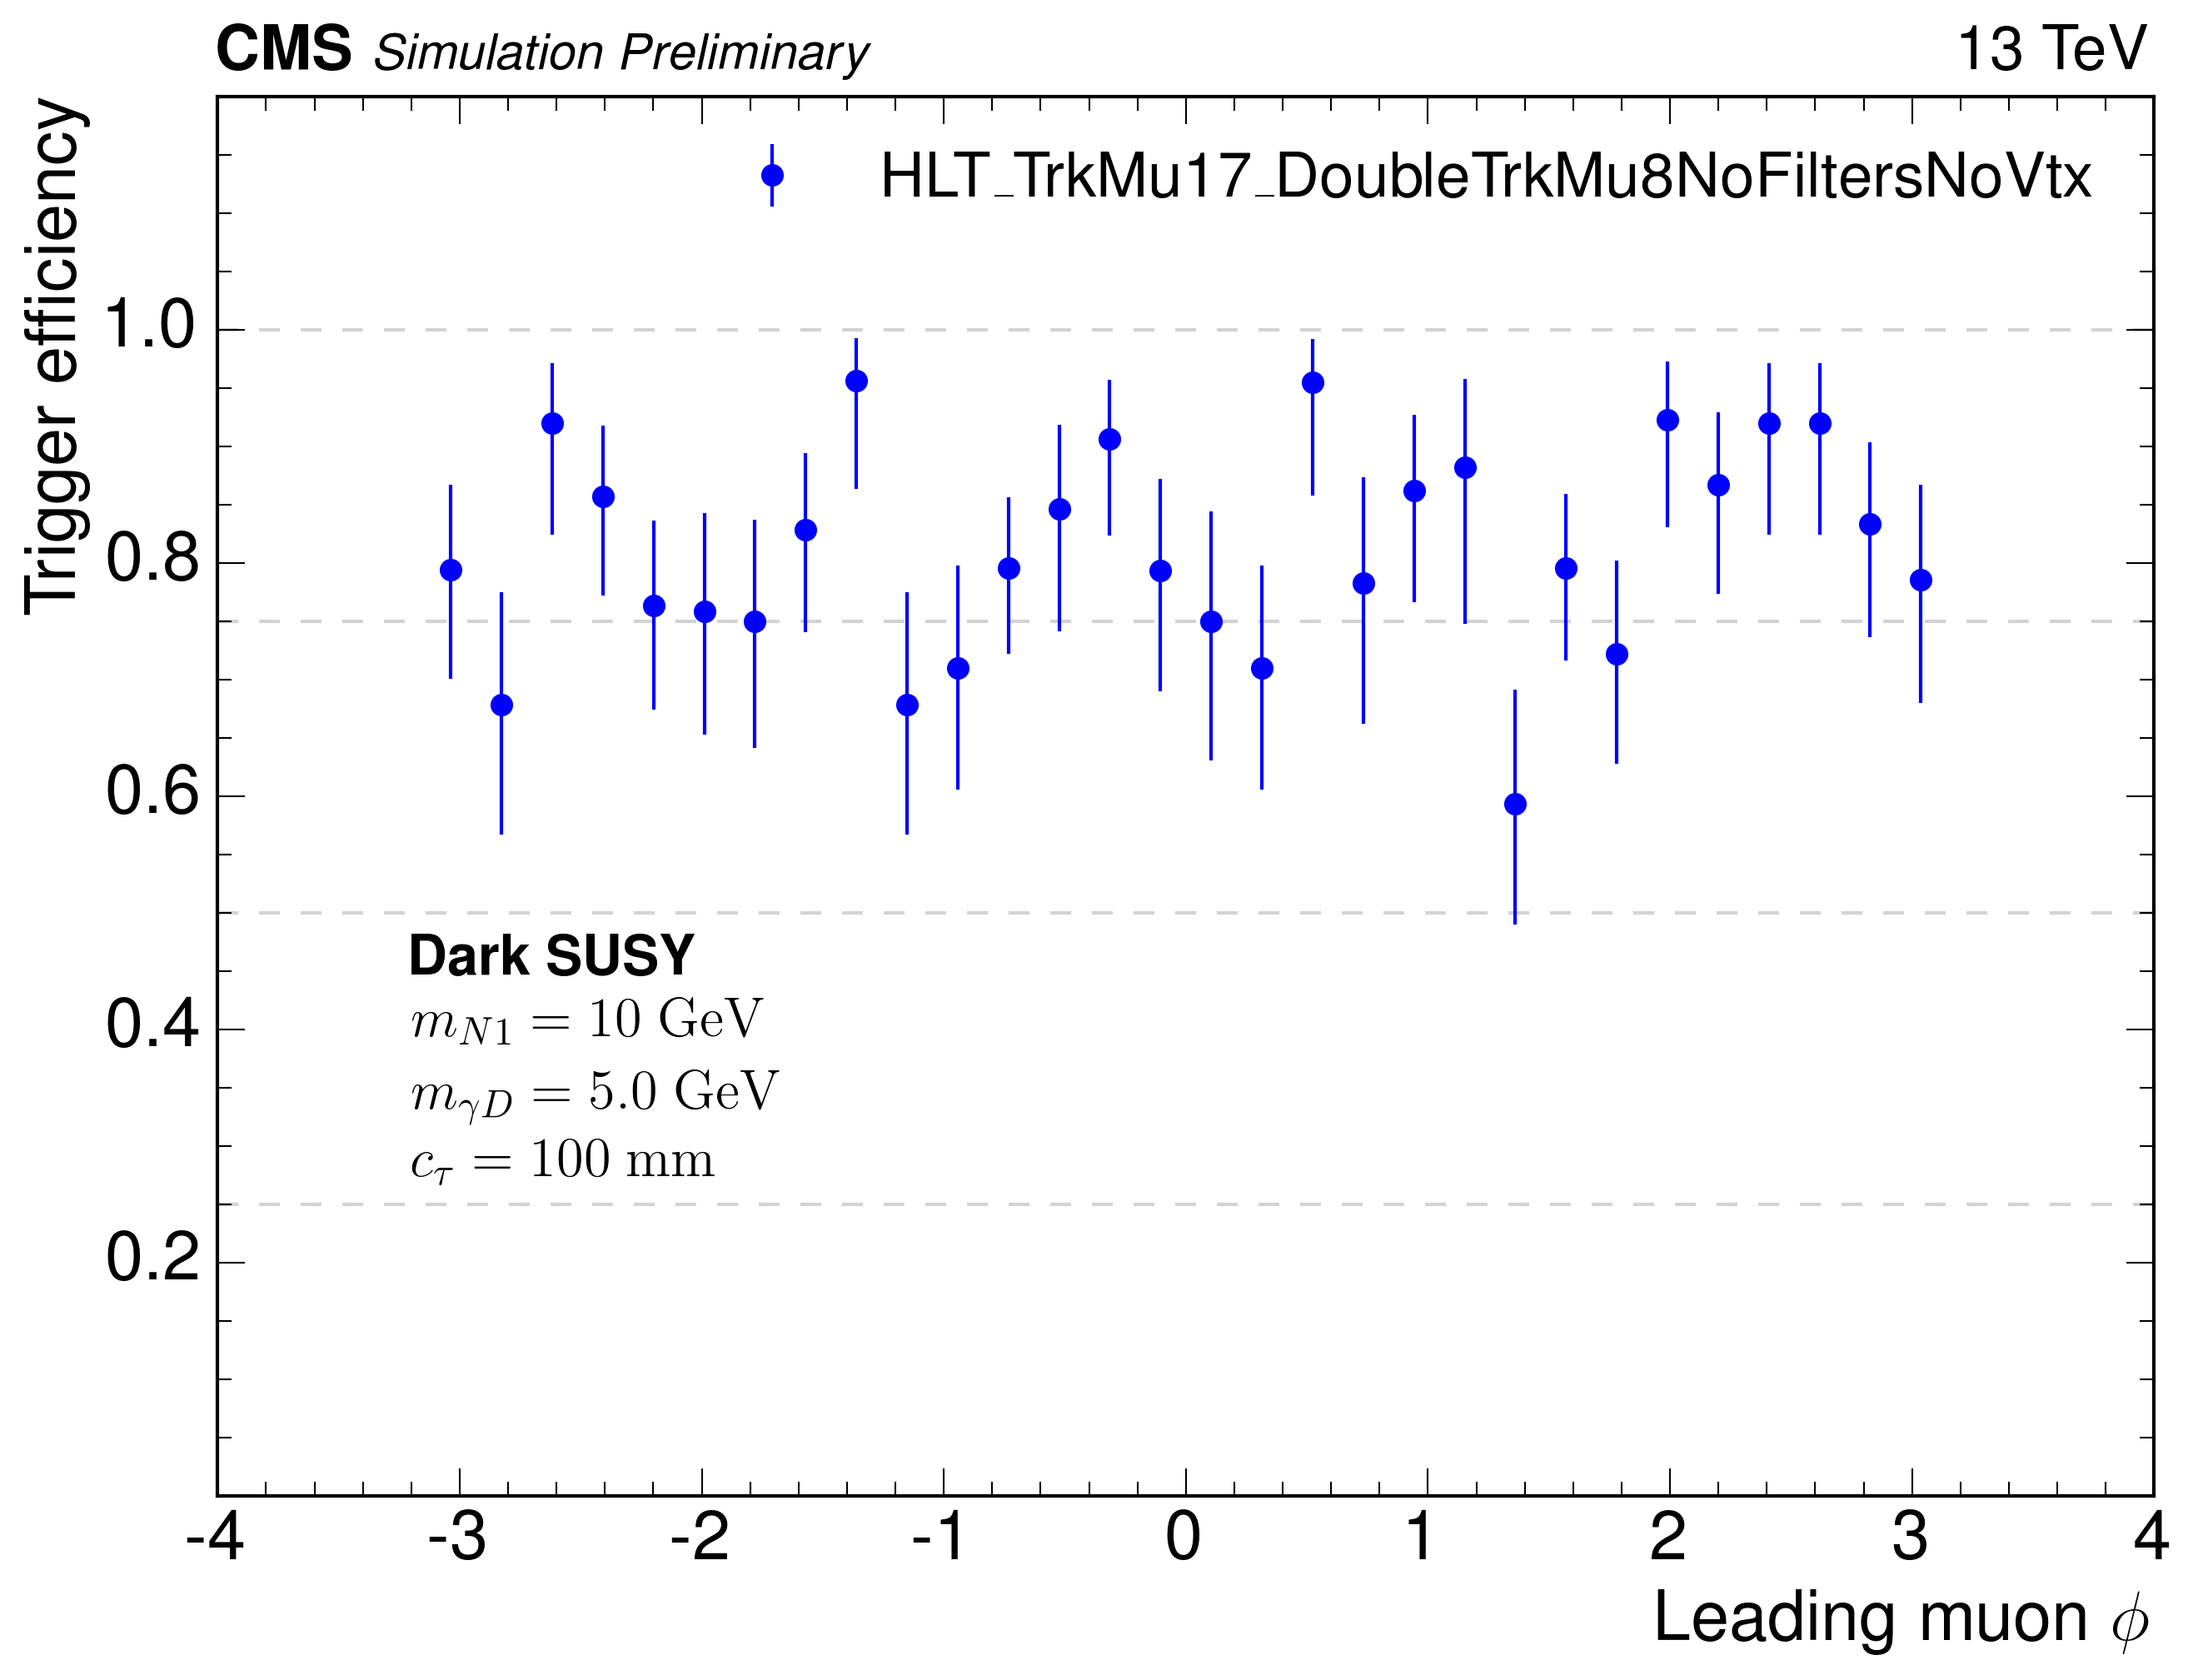 CMS Simulation Preliminary 13 TeV
HLT_TrkMu17_DoubleTrkMu8NoFiltersNoVtx
Trigger efficiency
1.0
0.8
0.6
0.4
0.2
Dark SUSY
m_{N1} = 10 GeV
m_{γD} = 5.0 GeV
c_τ = 100 mm
-4 -3 -2 -1 0 1 2 3 4
Leading muon ϕ